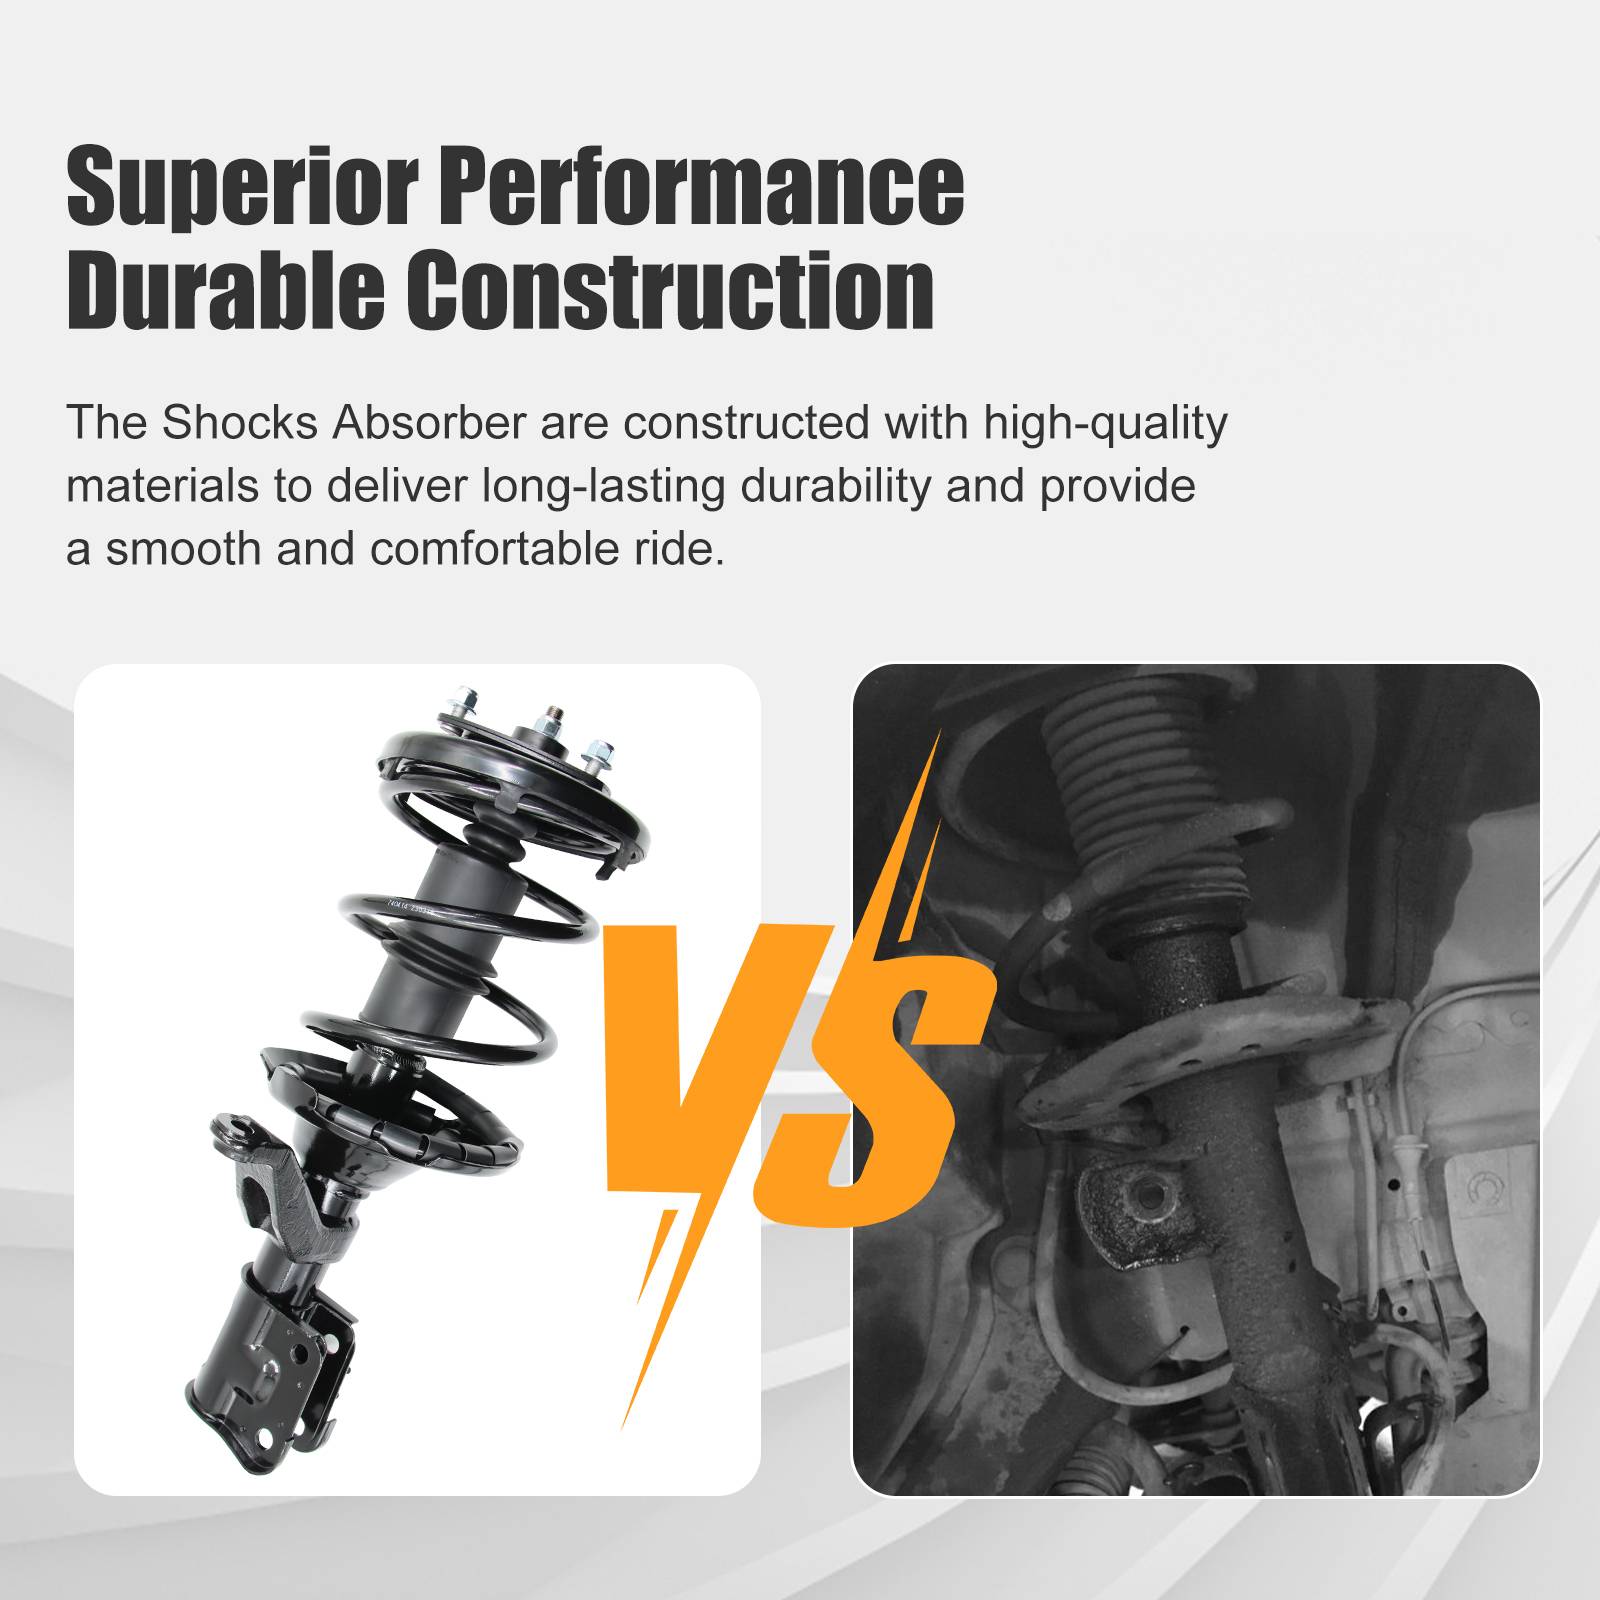 Superior Performance
Durable Construction
The Shocks Absorber are constructed with high-quality
materials to deliver long-lasting durability and provide
a smooth and comfortable ride.
VS